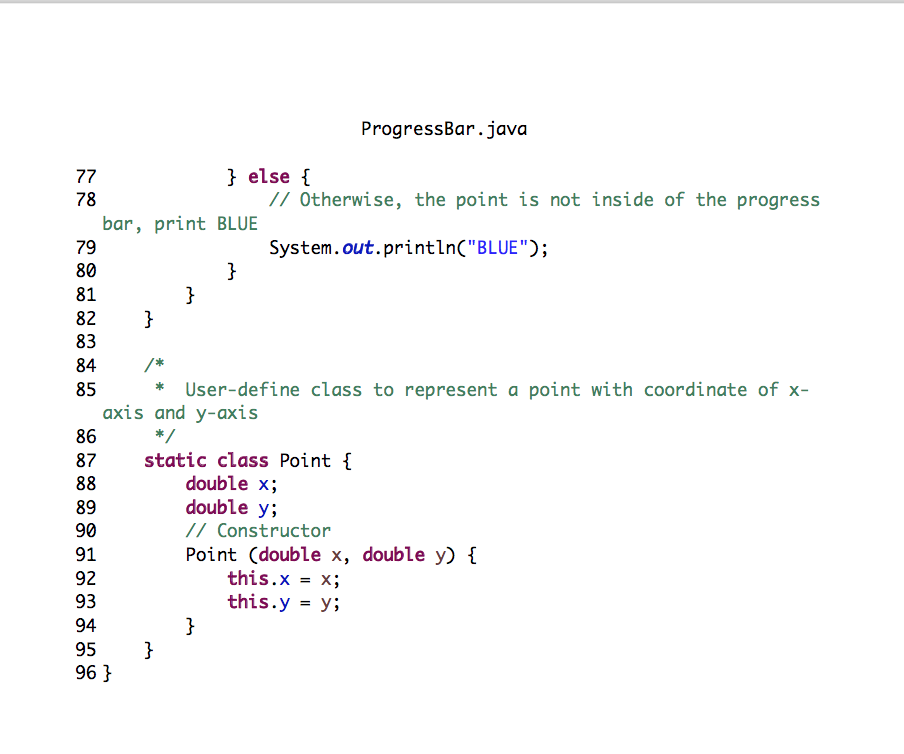 ProgressBar.java
77            } else {
78                // Otherwise, the point is not inside of the progress
bar, print BLUE
79                System.out.println("BLUE");
80            }
81        }
82    }
83
84    /*
85     *  User-define class to represent a point with coordinate of x-
axis and y-axis
86     */
87    static class Point {
88        double x;
89        double y;
90        // Constructor
91        Point (double x, double y) {
92            this.x = x;
93            this.y = y;
94        }
95    }
96 }